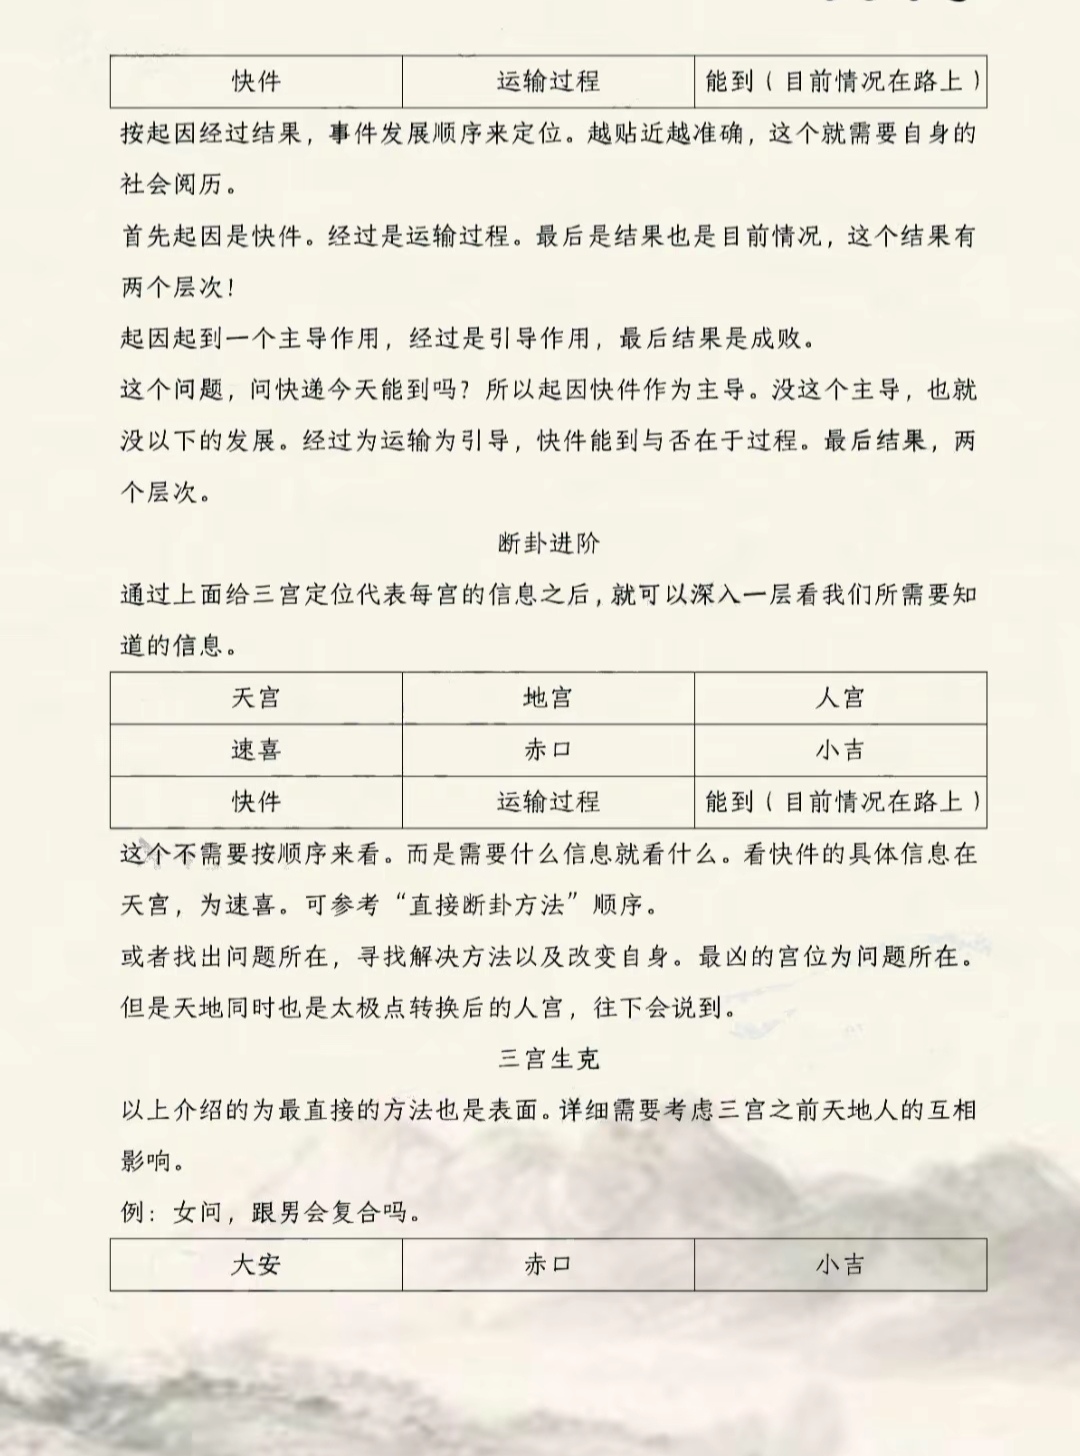 快件 运输过程 能到（目前情况在路上）
按起因经过结果，事件发展顺序来定位。越贴近越准确，这个就需要自身的
社会阅历。
首先起因是快件。经过是运输过程。最后是结果也是目前情况，这个结果有
两个层次！
起因起到一个主导作用，经过是引导作用，最后结果是成败。
这个问题，问快递今天能到吗？所以起因快件作为主导。没这个主导，也就
没以下的发展。经过为运输为引导，快件能到与否在于过程。最后结果，两
个层次。
断卦进阶
通过上面给三宫定位代表每宫的信息之后，就可以深入一层看我们所需要知
道的信息。
天宫 地宫 人宫
速喜 赤口 小吉
快件 运输过程 能到（目前情况在路上）
这个不需要按顺序来看。而是需要什么信息就看什么。看快件的具体信息在
天宫，为速喜。可参考“直接断卦方法”顺序。
或者找出问题所在，寻找解决方法以及改变自身。最凶的宫位为问题所在。
但是天地同时也是太极点转换后的人宫，往下会说到。
三宫生克
以上介绍的为最直接的方法也是表面。详细需要考虑三宫之前天地人的互相
影响。
例：女问，跟男会复合吗。
大安 赤口 小吉